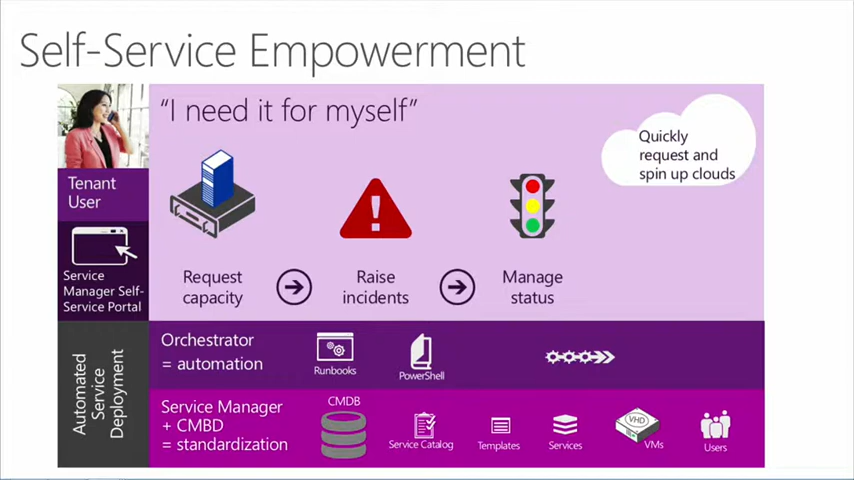 Self-Service Empowerment
"I need it for myself"
Quickly
request and
spin up clouds
Tenant
User
Service
Manager Self-
Service Portal
Request
capacity
Raise
incidents
Manage
status
Automated
Service
Deployment
Orchestrator
= automation
Runbooks
PowerShell
Service Manager
+ CMBD
= standardization
CMDB
Service Catalog
Templates
Services
VHD
VMs
Users